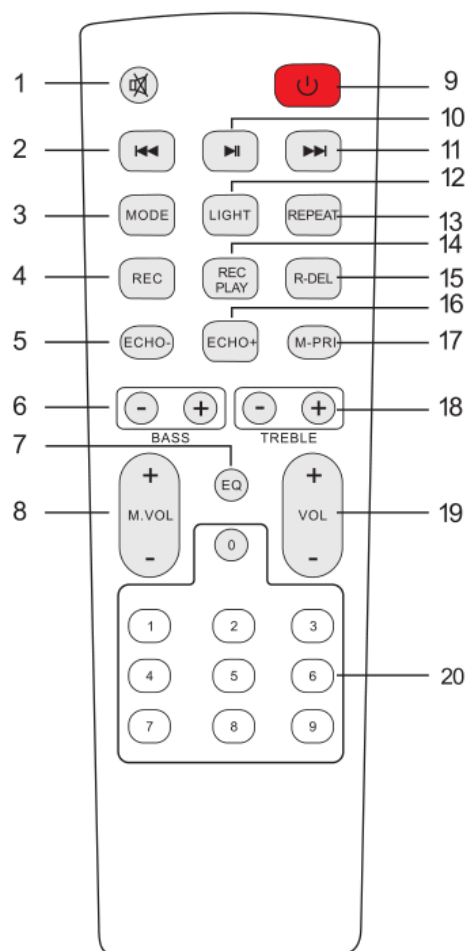 1 9
10
2 11
12
3 MODE LIGHT REPEAT 13
14
4 REC REC PLAY R-DEL 15
16
5 ECHO- ECHO+ M-PRI 17
6 - + - + 18
BASS TREBLE
7 EQ
+ +
8 M.VOL VOL 19
- -
0
1 2 3
4 5 6 20
7 8 9